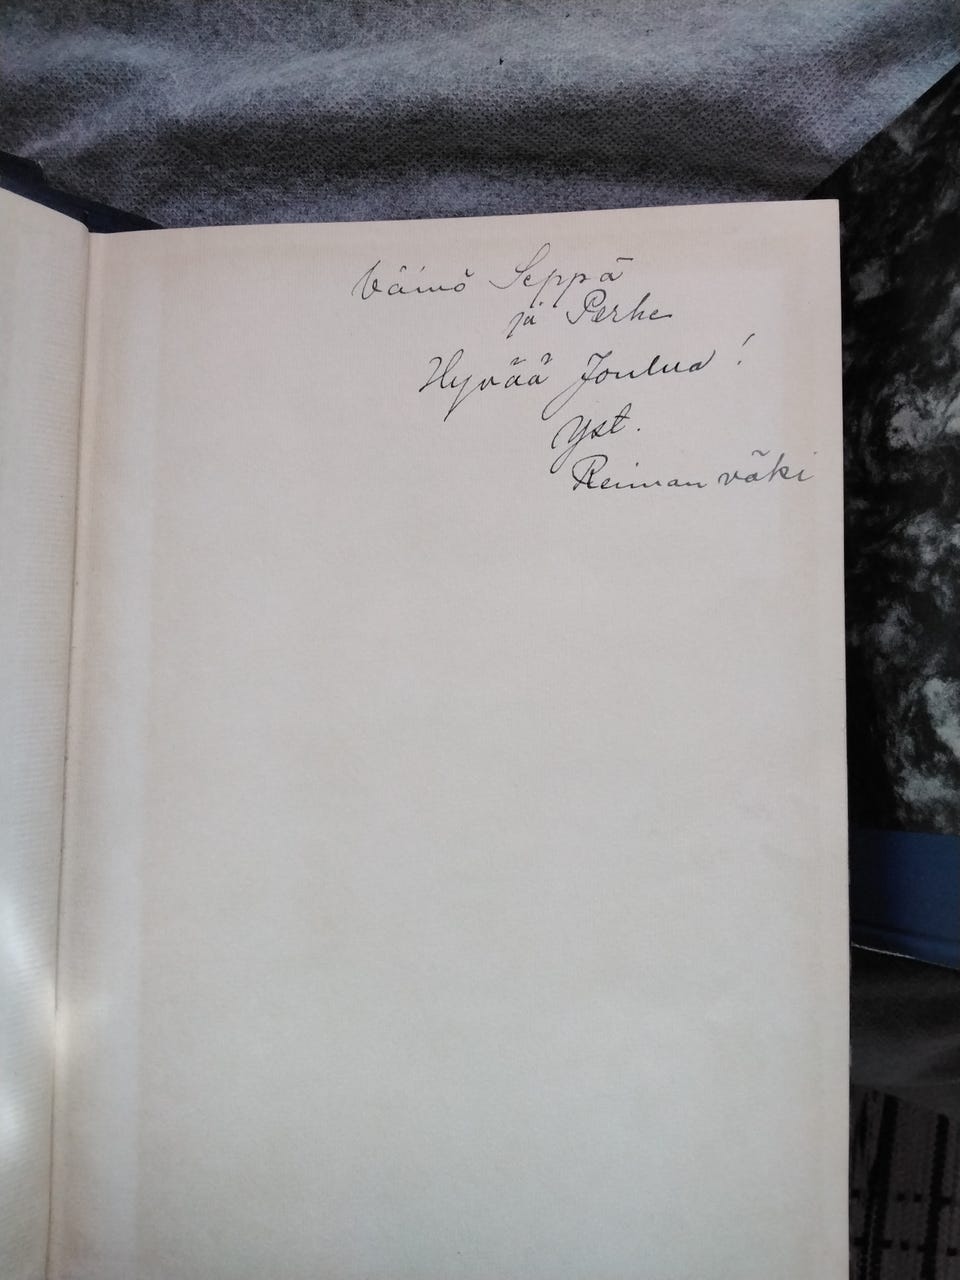 Väinö Seppä
ja Perhe
Hyvää Joulua!
Yst.
Reiman väki